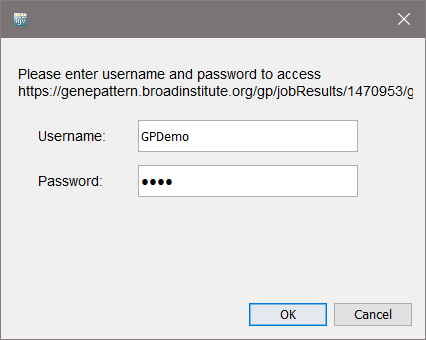 Please enter username and password to access
https://genepattern.broadinstitute.org/gp/jobResults/1470953/g
Username: GPDemo
Password: ●●●●
OK Cancel